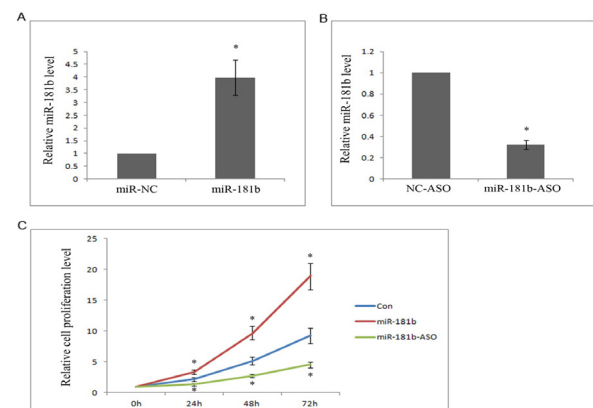 A
Relative miR-181b level
5
4.5
4
3.5
3
2.5
2
1.5
1
0.5
0
*
miR-NC miR-181b
B
Relative miR-181b level
1.2
1
0.8
0.6
0.4
0.2
0
*
NC-ASO miR-181b-ASO
C
Relative cell proliferation level
25
20
15
10
5
0
* * *
* * *
Con
miR-181b
miR-181b-ASO
0h 24h 48h 72h